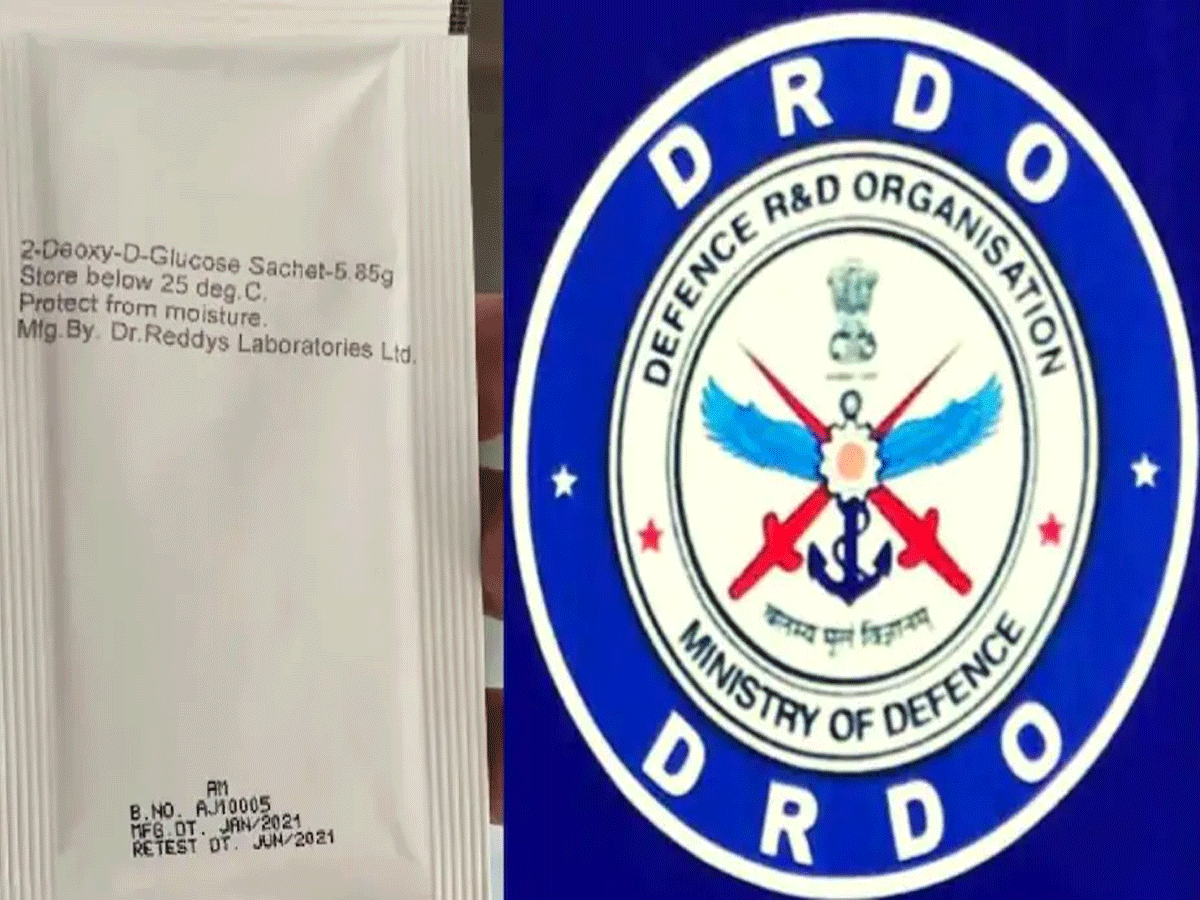 2-Deoxy-D-Glucose Sachet-5.85g
Store below 25 deg.C.
Protect from moisture.
Mfg.By. Dr.Reddys Laboratories Ltd.
AM
B.NO. AJ10005
MFG.DT. JAN/2021
RETEST DT. JUN/2021
DRDO
DEFENCE R&D ORGANISATION
बलस्य मूलं विज्ञानम्
MINISTRY OF DEFENCE
DRDO